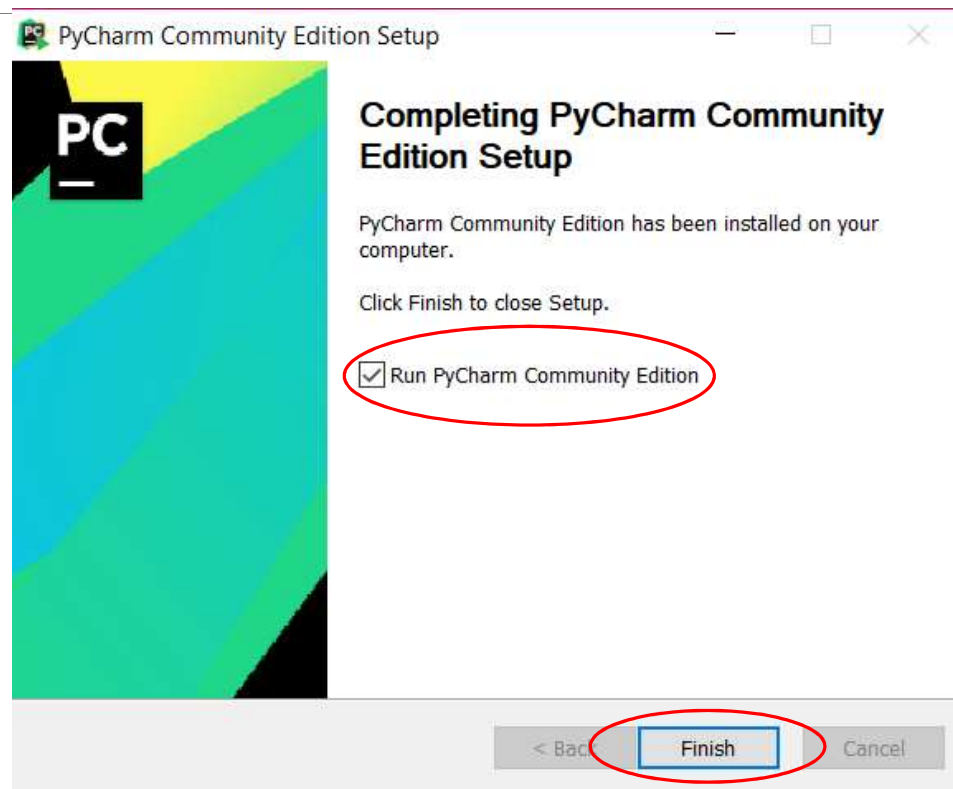 PyCharm Community Edition Setup
PC
Completing PyCharm Community
Edition Setup
PyCharm Community Edition has been installed on your
computer.
Click Finish to close Setup.
Run PyCharm Community Edition
< Back
Finish
Cancel